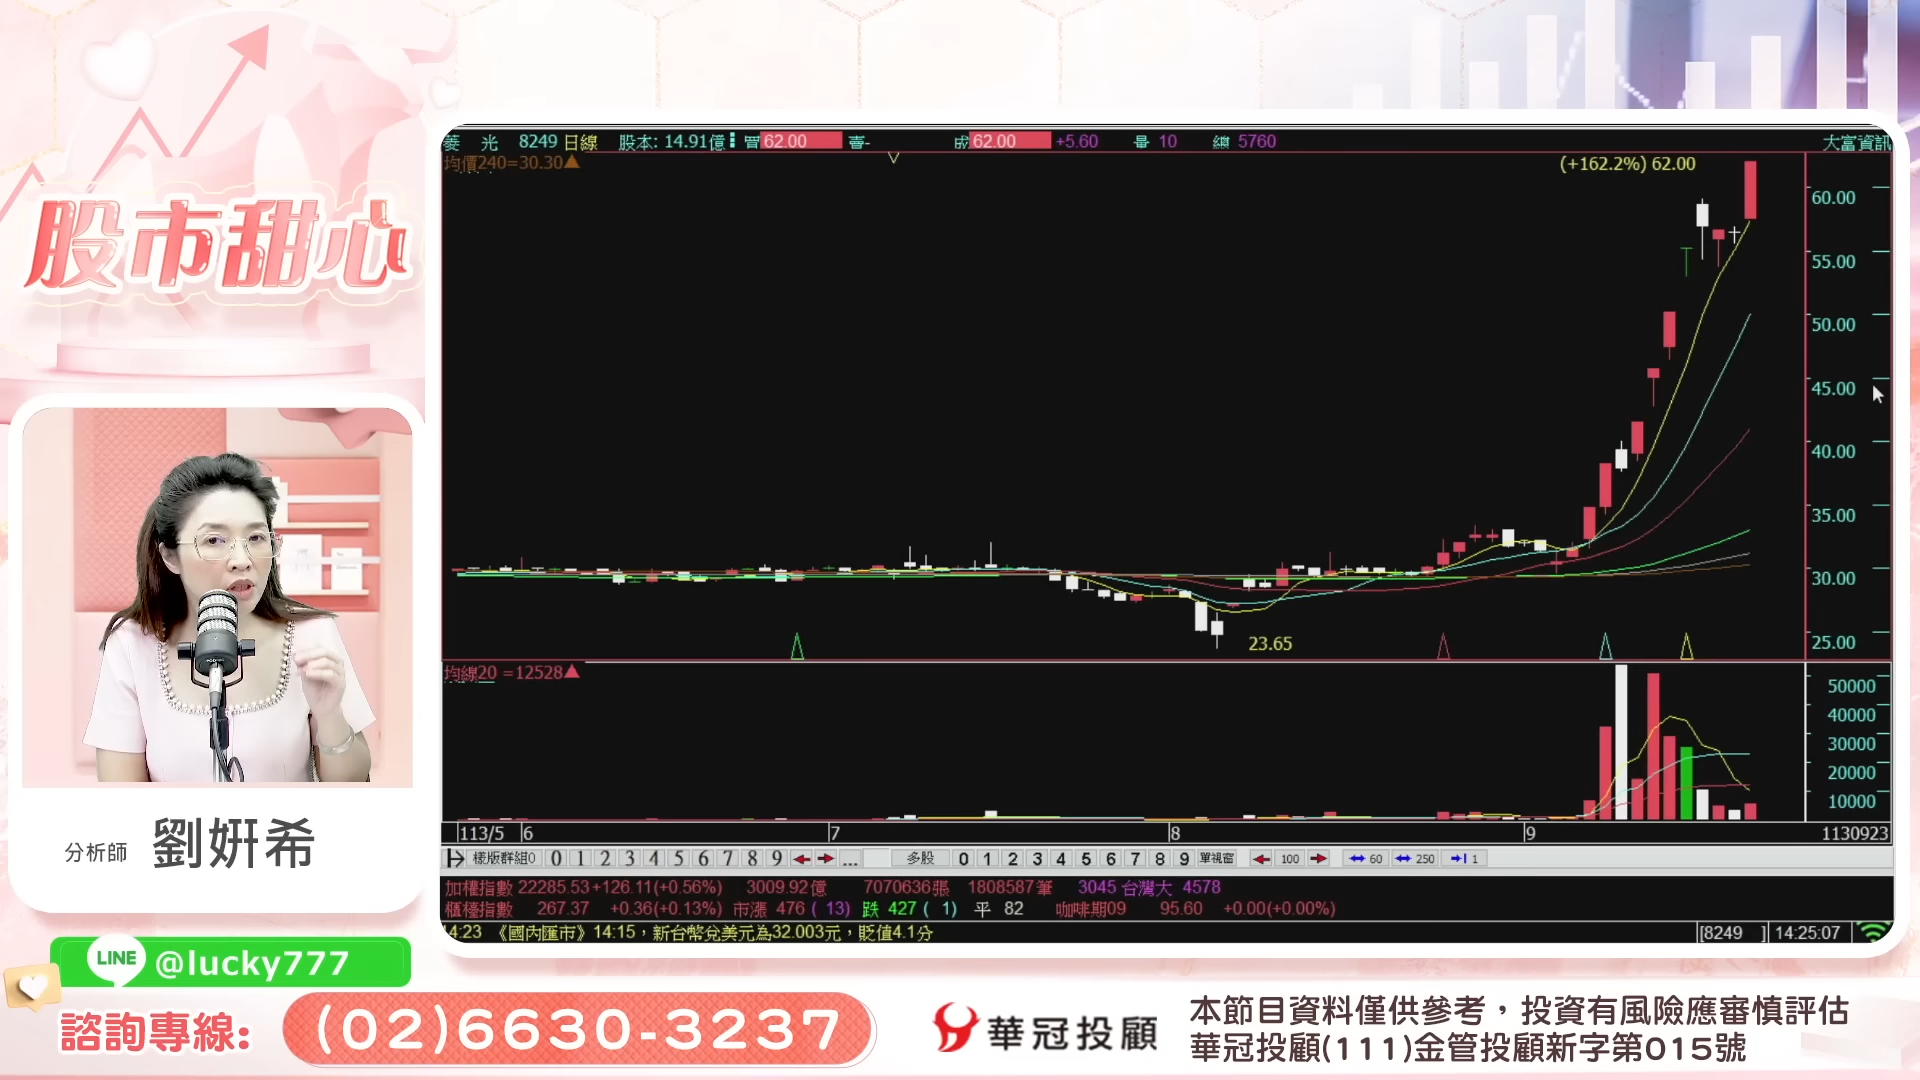 股市甜心
分析師 劉妍希
LINE @lucky777
諮詢專線: (02)6630-3237
華冠投顧
本節目資料僅供參考，投資有風險應審慎評估
華冠投顧(111)金管投顧新字第015號
菱 光 8249 日線 股本: 14.91億 買 62.00 賣- 成 62.00 +5.60 量 10 總 5760 大富資訊
均價240=30.30▲
(+162.2%) 62.00
60.00
55.00
50.00
45.00
40.00
35.00
30.00
25.00
23.65
均線20 =12528▲
50000
40000
30000
20000
10000
113/5 6 7 8 9 1130923
樣版群組0 0 1 2 3 4 5 6 7 8 9 ... 多股 0 1 2 3 4 5 6 7 8 9 單視窗 100 60 250 1
加權指數 22285.53 +126.11(+0.56%) 3009.92億 7070636張 1808587筆 3045 台灣大 4578
櫃檯指數 267.37 +0.36(+0.13%) 市漲 476 ( 13) 跌 427 ( 1) 平 82 咖啡期09 95.60 +0.00(+0.00%)
14:23 《國內匯市》14:15，新台幣兌美元為32.003元，貶值4.1分 [8249 ] 14:25:07